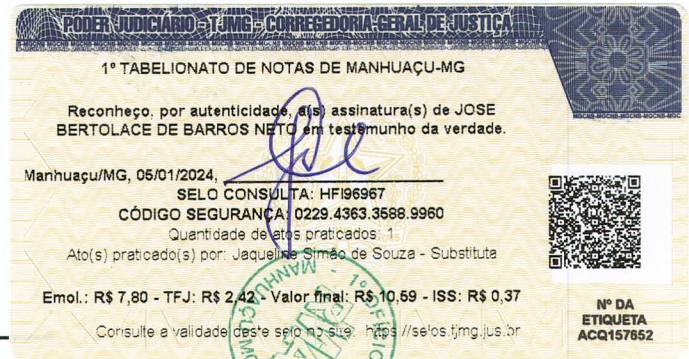 PODER JUDICIÁRIO - TJMG - CORREGEDORIA-GERAL DE JUSTIÇA
1º TABELIONATO DE NOTAS DE MANHUAÇU-MG
Reconheço, por autenticidade, a(s) assinatura(s) de JOSE
BERTOLACE DE BARROS NETO em testemunho da verdade.
Manhuaçu/MG, 05/01/2024,
SELO CONSULTA: HFI96967
CÓDIGO SEGURANÇA: 0229.4363.3588.9960
Quantidade de atos praticados: 1
Ato(s) praticado(s) por: Jaqueline Simão de Souza - Substituta
Emol.: R$ 7,80 - TFJ: R$ 2,42 - Valor final: R$ 10,59 - ISS: R$ 0,37
Consulte a validade deste selo no site: https://selos.tjmg.jus.br
Nº DA
ETIQUETA
ACQ157652
MANHUAÇU
1º OFÍCIO